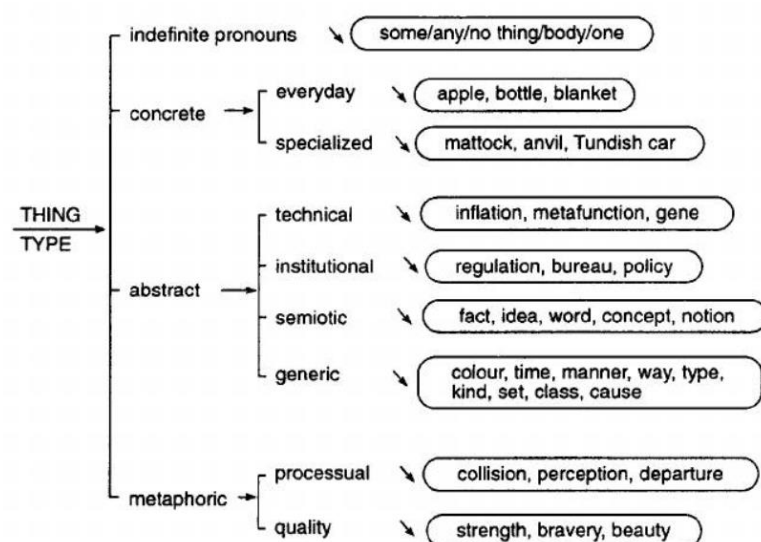 indefinite pronouns some/any/no thing/body/one
everyday apple, bottle, blanket
concrete
specialized mattock, anvil, Tundish car
THING
TYPE
technical inflation, metafunction, gene
institutional regulation, bureau, policy
abstract
semiotic fact, idea, word, concept, notion
generic colour, time, manner, way, type,
kind, set, class, cause
processual collision, perception, departure
metaphoric
quality strength, bravery, beauty